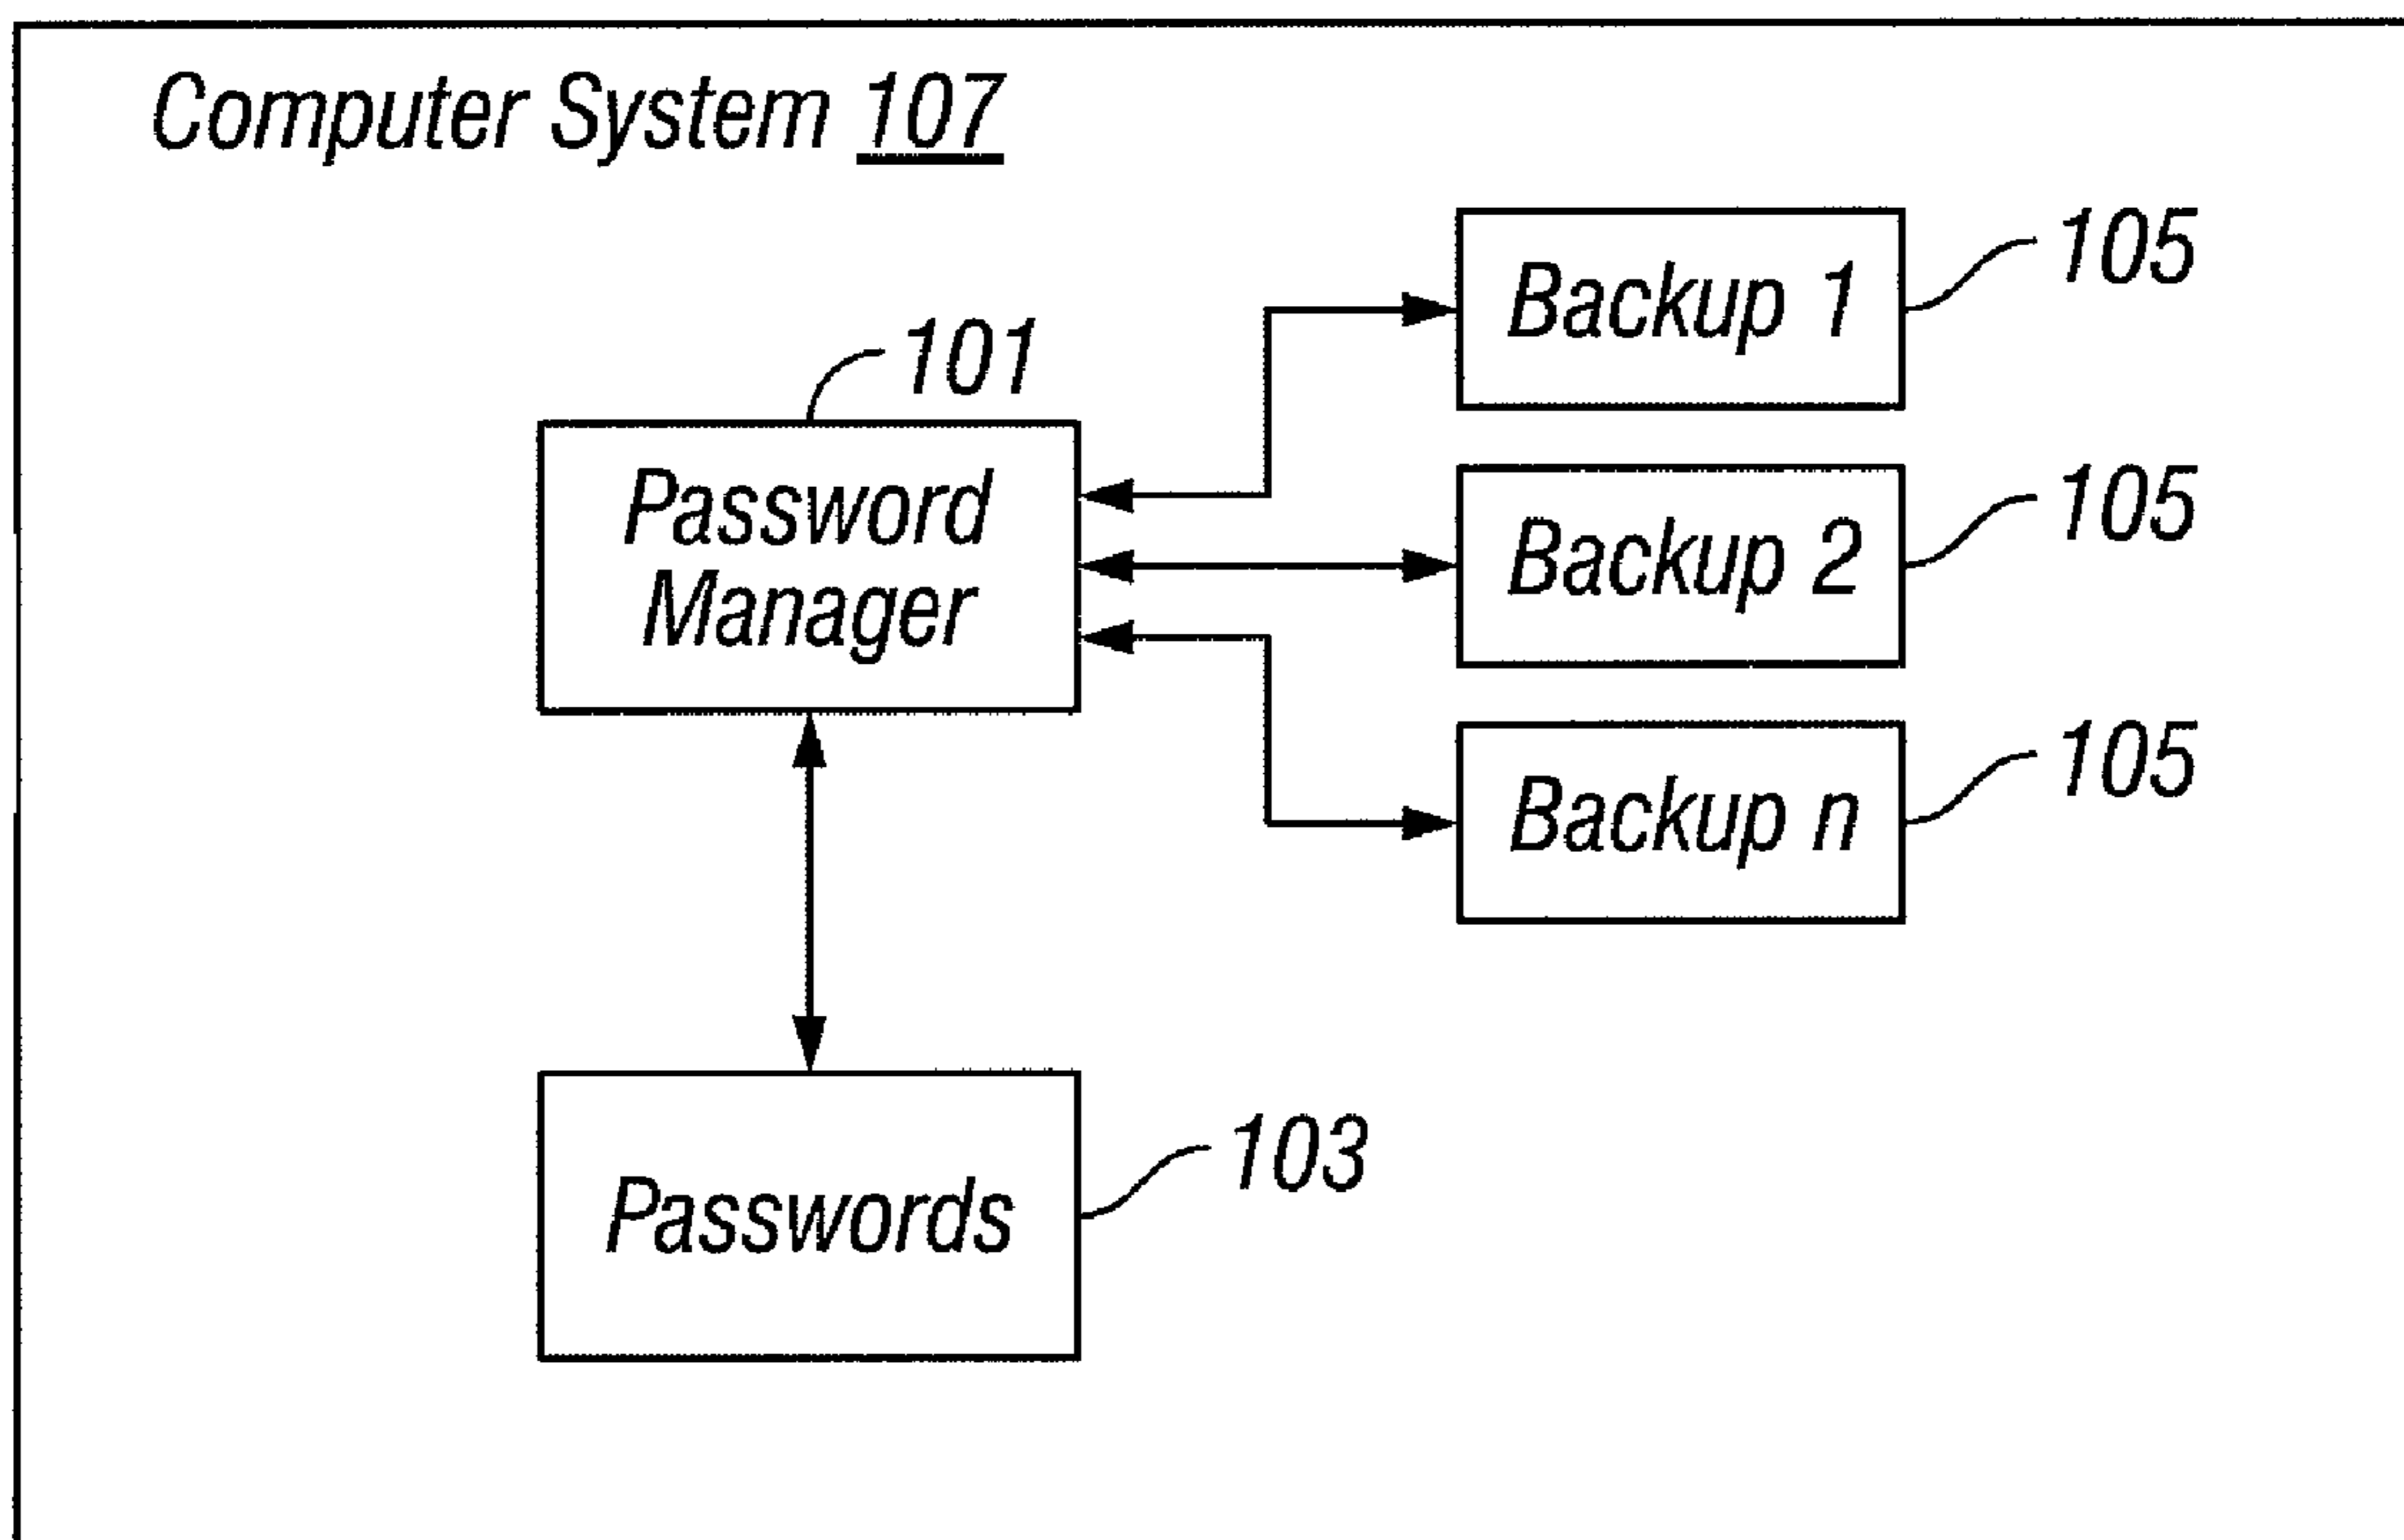 Computer System 107
Backup 1
105
101
Password
Manager
Backup 2
105
Backup n
105
Passwords
103